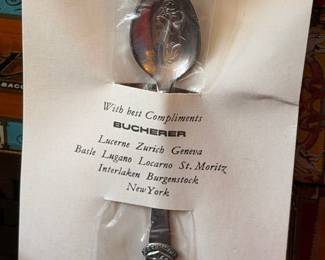 With best Compliments
BUCHERER
Lucerne Zurich Geneva
Basle Lugano Locarno St. Moritz
Interlaken Burgenstock
New York